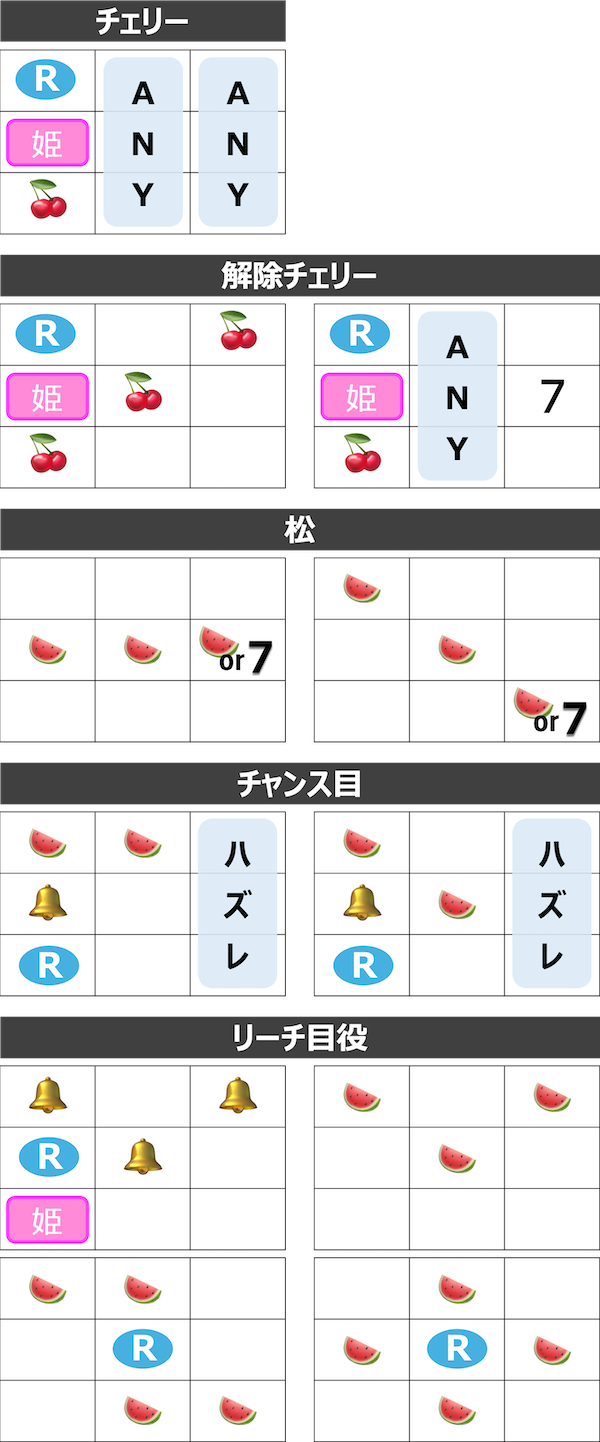 チェリー
R
A A
姫
N N
Y Y
解除チェリー
R R
A
姫 姫
N
7
Y
松
or 7
or 7
チャンス目
ハ ハ
ズ ズ
R レ R レ
リーチ目役
R
姫
R R